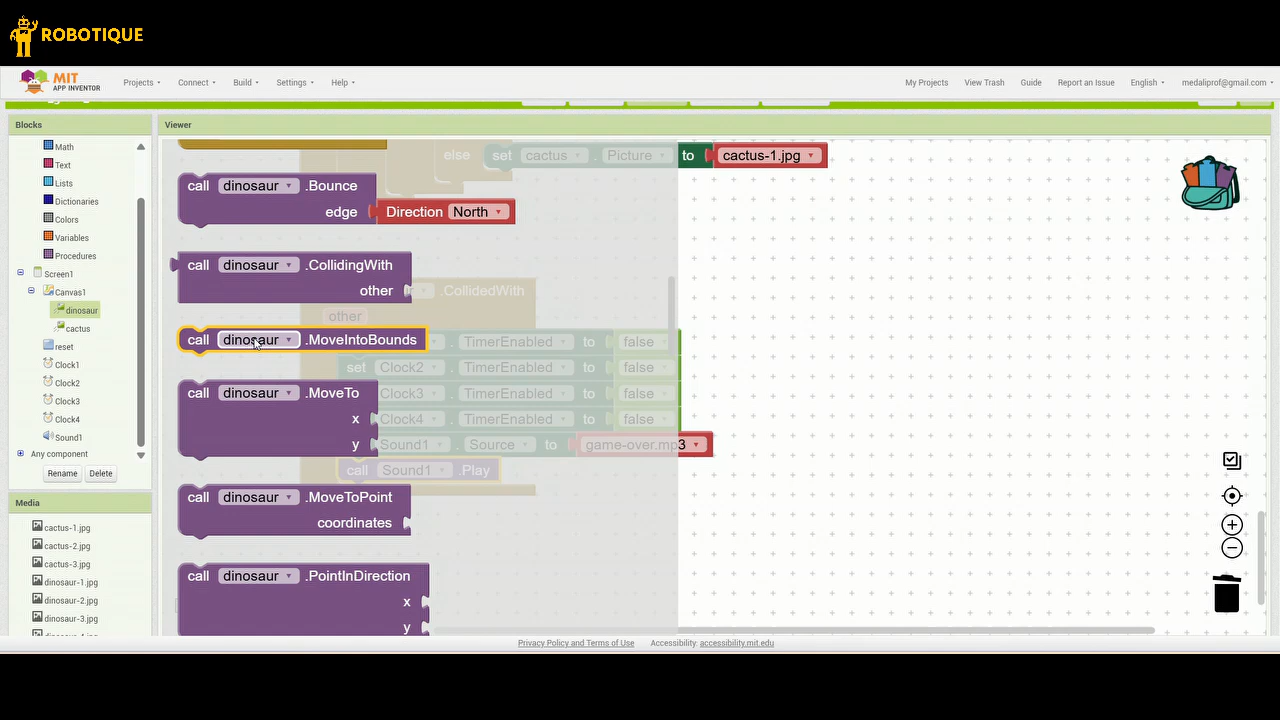 ROBOTIQUE
MIT
APP INVENTOR
Projects
Connect
Build
Settings
Help
My Projects
View Trash
Guide
Report an Issue
English
medaliprof@gmail.com
Blocks
Viewer
Math
Text
Lists
Dictionaries
Colors
Variables
Procedures
Screen1
Canvas1
dinosaur
cactus
reset
Clock1
Clock2
Clock3
Clock4
Sound1
Any component
Rename
Delete
Media
cactus-1.jpg
cactus-2.jpg
cactus-3.jpg
dinosaur-1.jpg
dinosaur-2.jpg
dinosaur-3.jpg
else set cactus . Picture to cactus-1.jpg
call dinosaur .Bounce
edge Direction North
call dinosaur .CollidingWith
other
.CollidedWith
other
call dinosaur .MoveIntoBounds
. TimerEnabled to false
set Clock2 . TimerEnabled to false
call dinosaur .MoveTo
x
y
Clock3 . TimerEnabled to false
Clock4 . TimerEnabled to false
Sound1 . Source to game-over.mp3
call Sound1 .Play
call dinosaur .MoveToPoint
coordinates
call dinosaur .PointInDirection
x
y
Privacy Policy and Terms of Use
Accessibility: accessibility.mit.edu